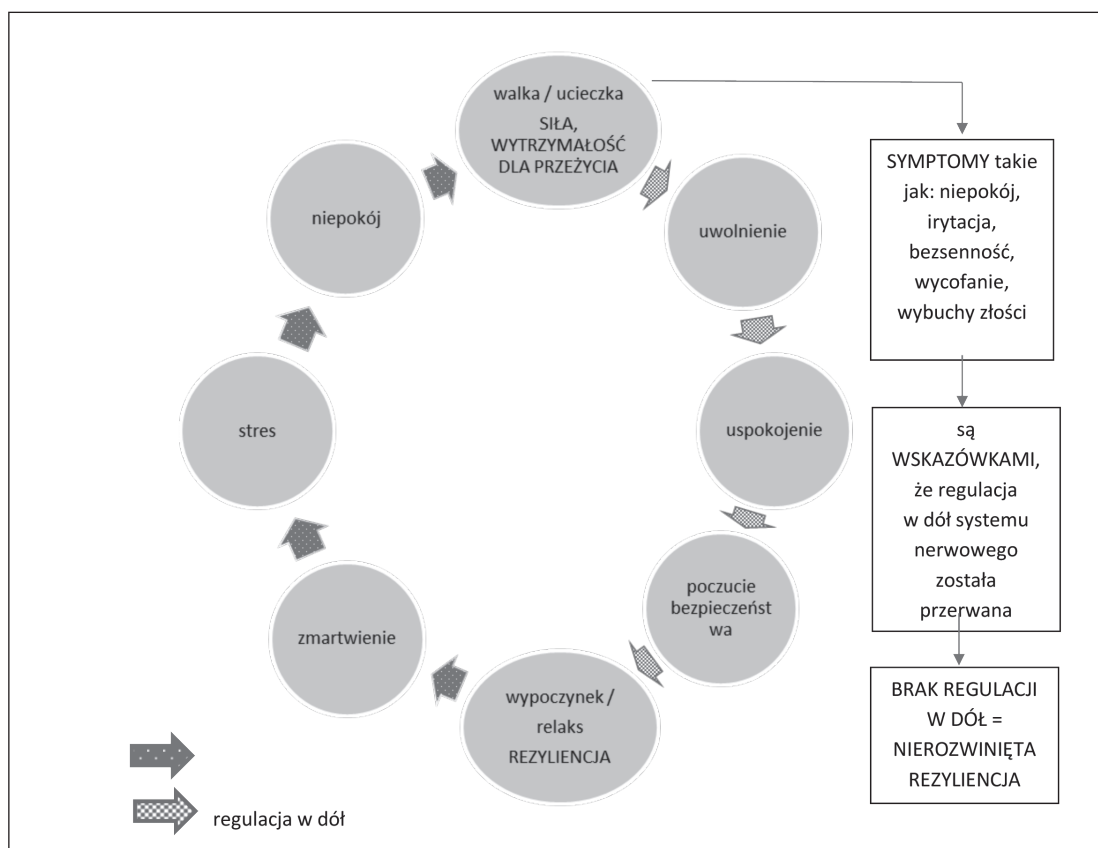 walka / ucieczka
SIŁA,
WYTRZYMAŁOŚĆ
DLA PRZEŻYCIA
uwolnienie
uspokojenie
poczucie
bezpieczeńst
wa
wypoczynek /
relaks
REZYLIENCJA
zmartwienie
stres
niepokój
SYMPTOMY takie
jak: niepokój,
irytacja,
bezsenność,
wycofanie,
wybuchy złości
są
WSKAZÓWKAMI,
że regulacja
w dół systemu
nerwowego
została
przerwana
BRAK REGULACJI
W DÓŁ =
NIEROZWINIĘTA
REZYLIENCJA
regulacja w dół